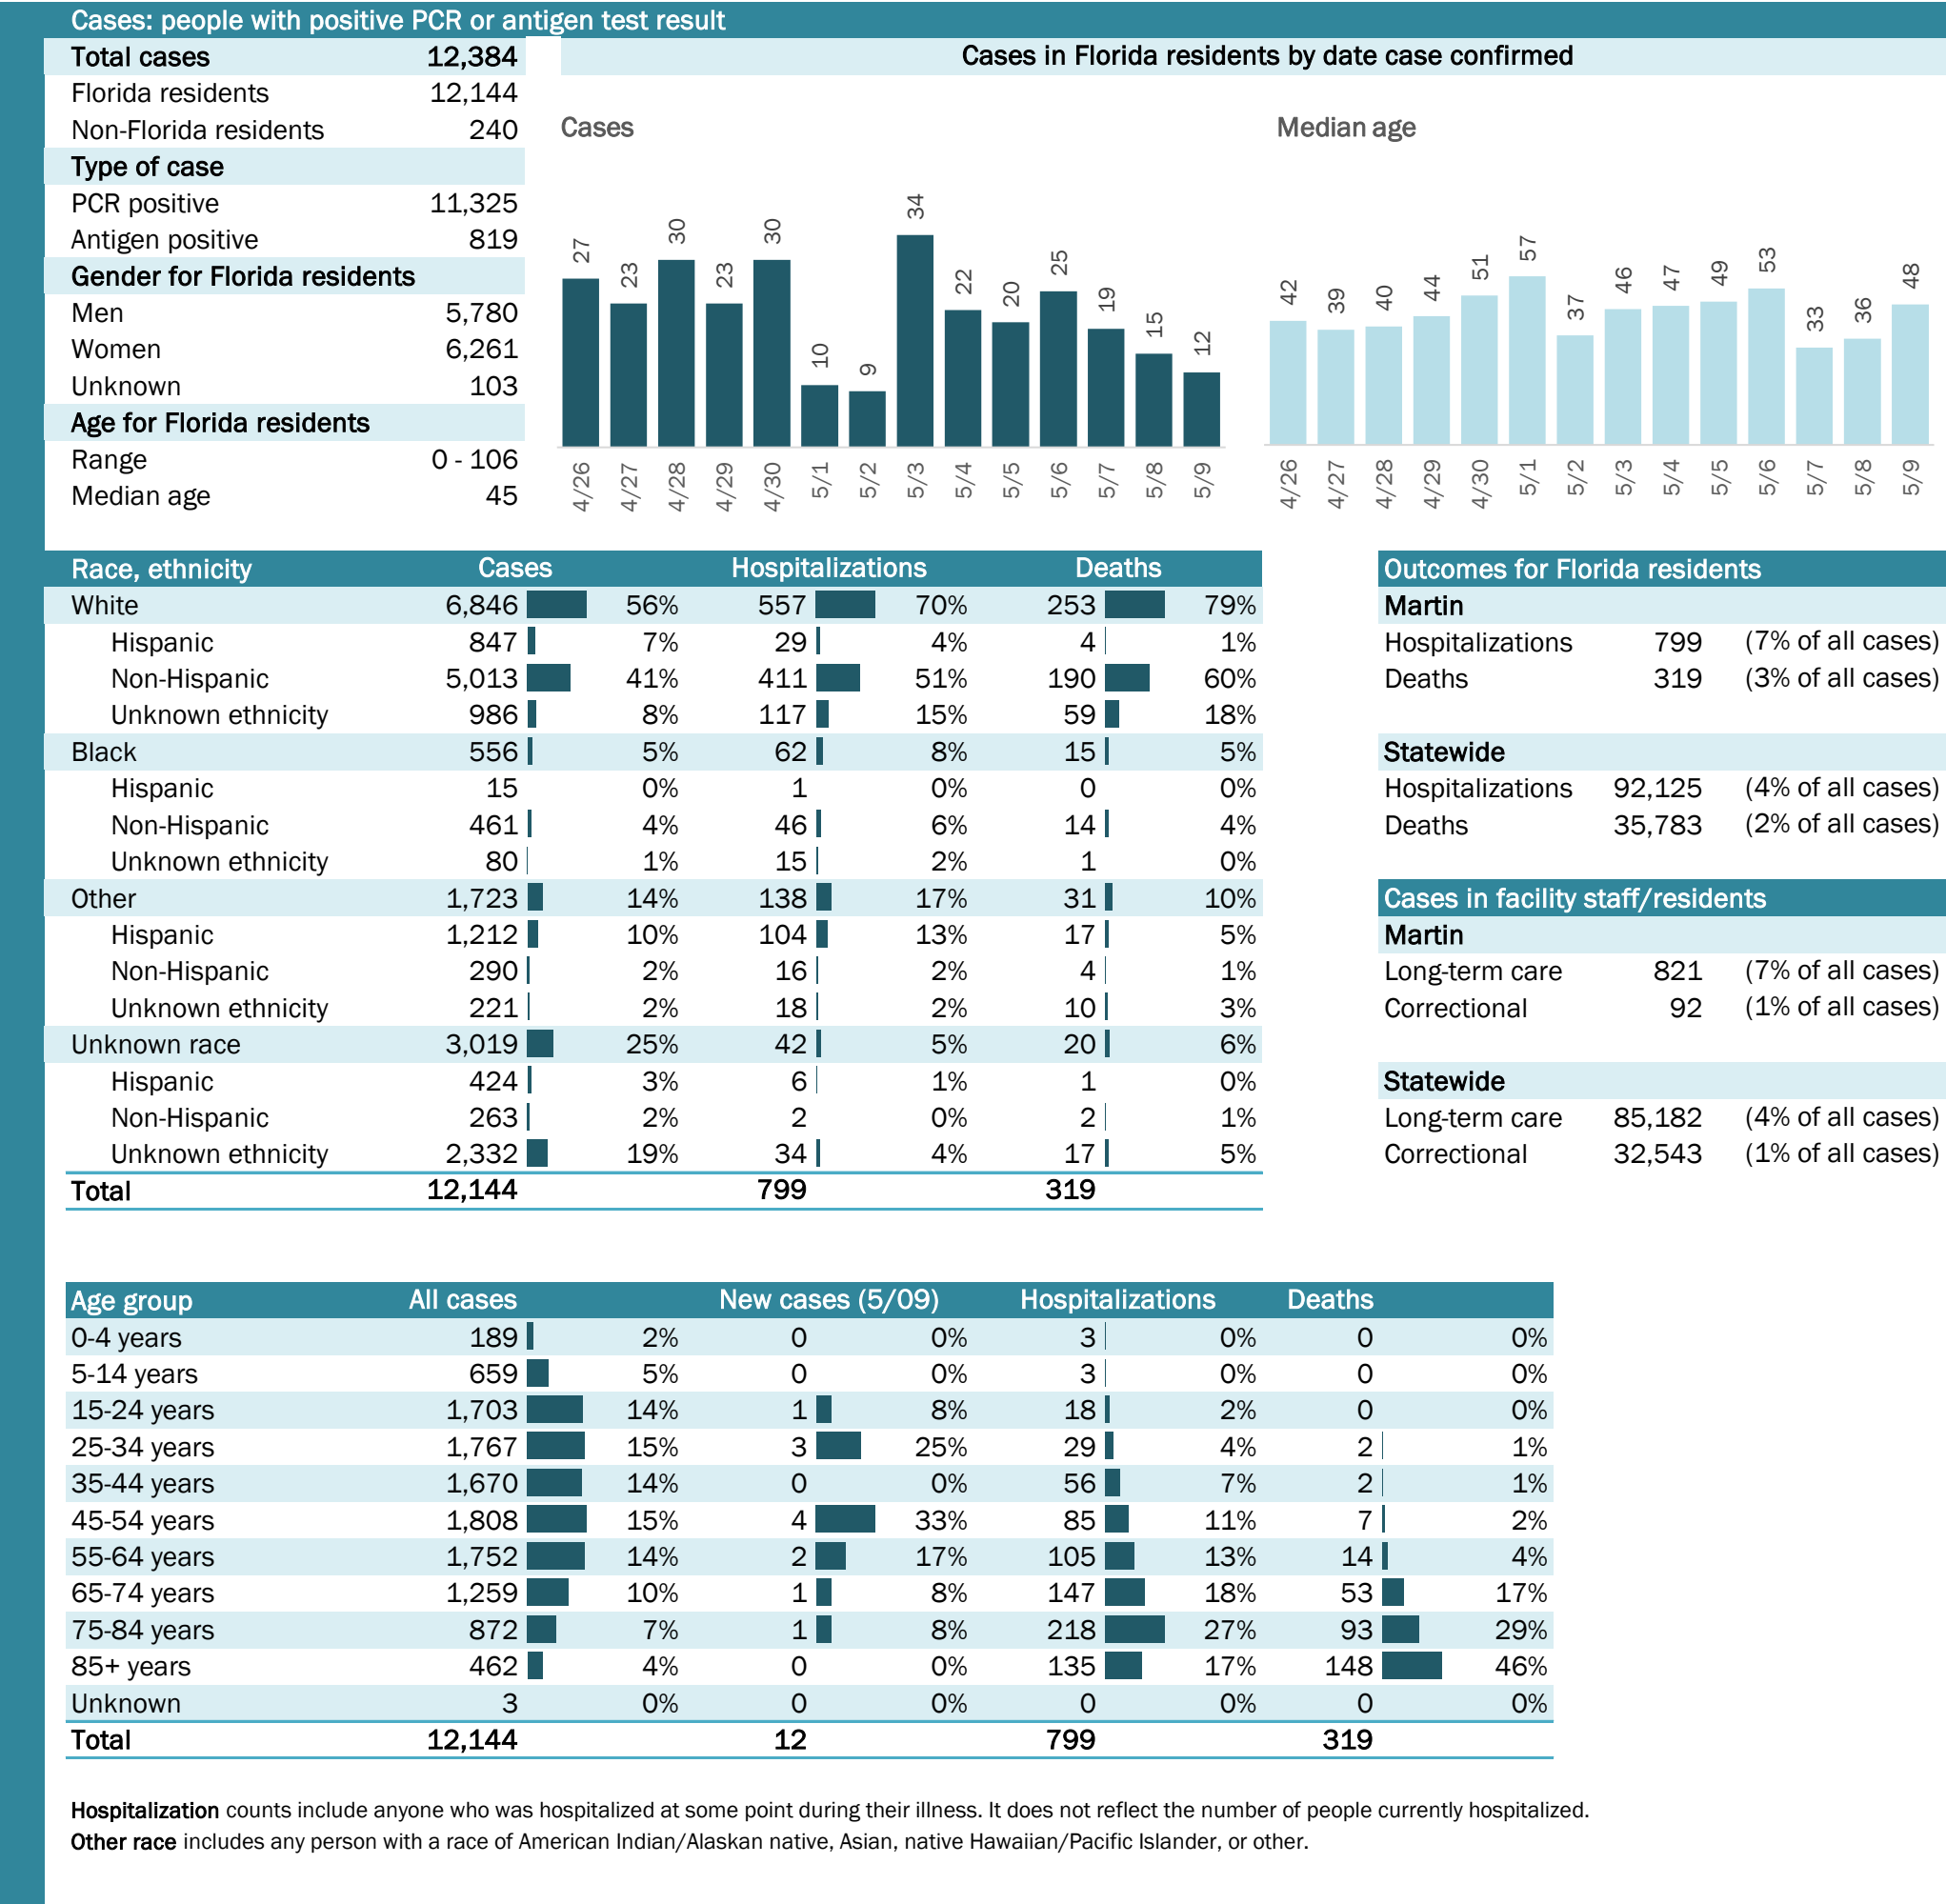 Cases: people with positive PCR or antigen test result
Total cases 12,384
Florida residents 12,144
Non-Florida residents 240
Type of case
PCR positive 11,325
Antigen positive 819
Gender for Florida residents
Men 5,780
Women 6,261
Unknown 103
Age for Florida residents
Range 0 - 106
Median age 45
Cases in Florida residents by date case confirmed
Cases
27 23 30 23 30 10 9 34 22 20 25 19 15 12
4/26 4/27 4/28 4/29 4/30 5/1 5/2 5/3 5/4 5/5 5/6 5/7 5/8 5/9
Median age
42 39 40 44 51 57 37 46 47 49 53 33 36 48
4/26 4/27 4/28 4/29 4/30 5/1 5/2 5/3 5/4 5/5 5/6 5/7 5/8 5/9
Race, ethnicity Cases Hospitalizations Deaths
White 6,846 56% 557 70% 253 79%
Hispanic 847 7% 29 4% 4 1%
Non-Hispanic 5,013 41% 411 51% 190 60%
Unknown ethnicity 986 8% 117 15% 59 18%
Black 556 5% 62 8% 15 5%
Hispanic 15 0% 1 0% 0 0%
Non-Hispanic 461 4% 46 6% 14 4%
Unknown ethnicity 80 1% 15 2% 1 0%
Other 1,723 14% 138 17% 31 10%
Hispanic 1,212 10% 104 13% 17 5%
Non-Hispanic 290 2% 16 2% 4 1%
Unknown ethnicity 221 2% 18 2% 10 3%
Unknown race 3,019 25% 42 5% 20 6%
Hispanic 424 3% 6 1% 1 0%
Non-Hispanic 263 2% 2 0% 2 1%
Unknown ethnicity 2,332 19% 34 4% 17 5%
Total 12,144 799 319
Outcomes for Florida residents
Martin
Hospitalizations 799 (7% of all cases)
Deaths 319 (3% of all cases)
Statewide
Hospitalizations 92,125 (4% of all cases)
Deaths 35,783 (2% of all cases)
Cases in facility staff/residents
Martin
Long-term care 821 (7% of all cases)
Correctional 92 (1% of all cases)
Statewide
Long-term care 85,182 (4% of all cases)
Correctional 32,543 (1% of all cases)
Age group All cases New cases (5/09) Hospitalizations Deaths
0-4 years 189 2% 0 0% 3 0% 0 0%
5-14 years 659 5% 0 0% 3 0% 0 0%
15-24 years 1,703 14% 1 8% 18 2% 0 0%
25-34 years 1,767 15% 3 25% 29 4% 2 1%
35-44 years 1,670 14% 0 0% 56 7% 2 1%
45-54 years 1,808 15% 4 33% 85 11% 7 2%
55-64 years 1,752 14% 2 17% 105 13% 14 4%
65-74 years 1,259 10% 1 8% 147 18% 53 17%
75-84 years 872 7% 1 8% 218 27% 93 29%
85+ years 462 4% 0 0% 135 17% 148 46%
Unknown 3 0% 0 0% 0 0% 0 0%
Total 12,144 12 799 319
Hospitalization counts include anyone who was hospitalized at some point during their illness. It does not reflect the number of people currently hospitalized.
Other race includes any person with a race of American Indian/Alaskan native, Asian, native Hawaiian/Pacific Islander, or other.